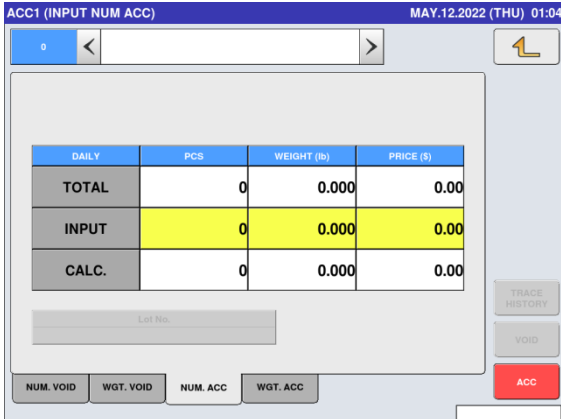 ACC1 (INPUT NUM ACC) MAY.12.2022 (THU) 01:04
0
DAILY PCS WEIGHT (lb) PRICE ($)
TOTAL 0 0.000 0.00
INPUT 0 0.000 0.00
CALC. 0 0.000 0.00
TRACE
HISTORY
Lot No.
VOID
NUM. VOID WGT. VOID NUM. ACC WGT. ACC ACC